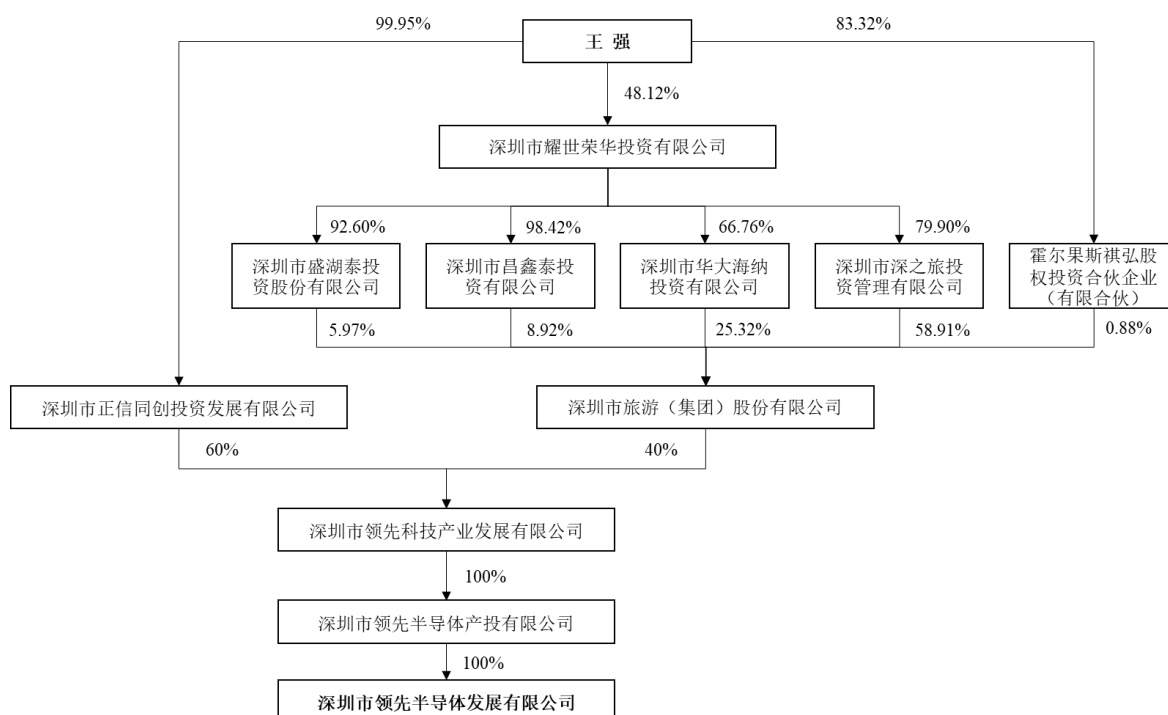 99.95%
王 强
83.32%
48.12%
深圳市耀世荣华投资有限公司
92.60%
98.42%
66.76%
79.90%
深圳市盛湖泰投
资股份有限公司
深圳市昌鑫泰投
资有限公司
深圳市华大海纳
投资有限公司
深圳市深之旅投
资管理有限公司
霍尔果斯祺弘股
权投资合伙企业
（有限合伙）
5.97%
8.92%
25.32%
58.91%
0.88%
深圳市正信同创投资发展有限公司
深圳市旅游（集团）股份有限公司
60%
40%
深圳市领先科技产业发展有限公司
100%
深圳市领先半导体产投有限公司
100%
深圳市领先半导体发展有限公司